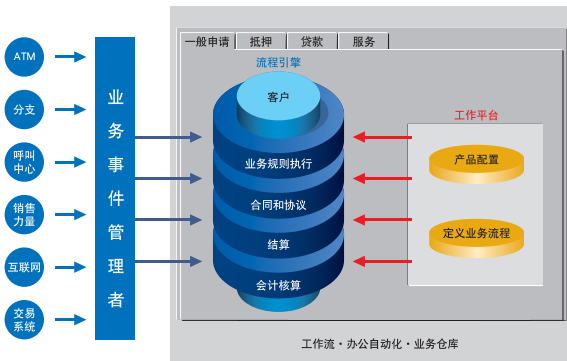 一般申请
抵押
贷款
服务
ATM
分支
呼叫
中心
销售
力量
互联网
交易
系统
业务事件管理者
流程引擎
客户
业务规则执行
合同和协议
结算
会计核算
工作平台
产品配置
定义业务流程
工作流·办公自动化·业务仓库